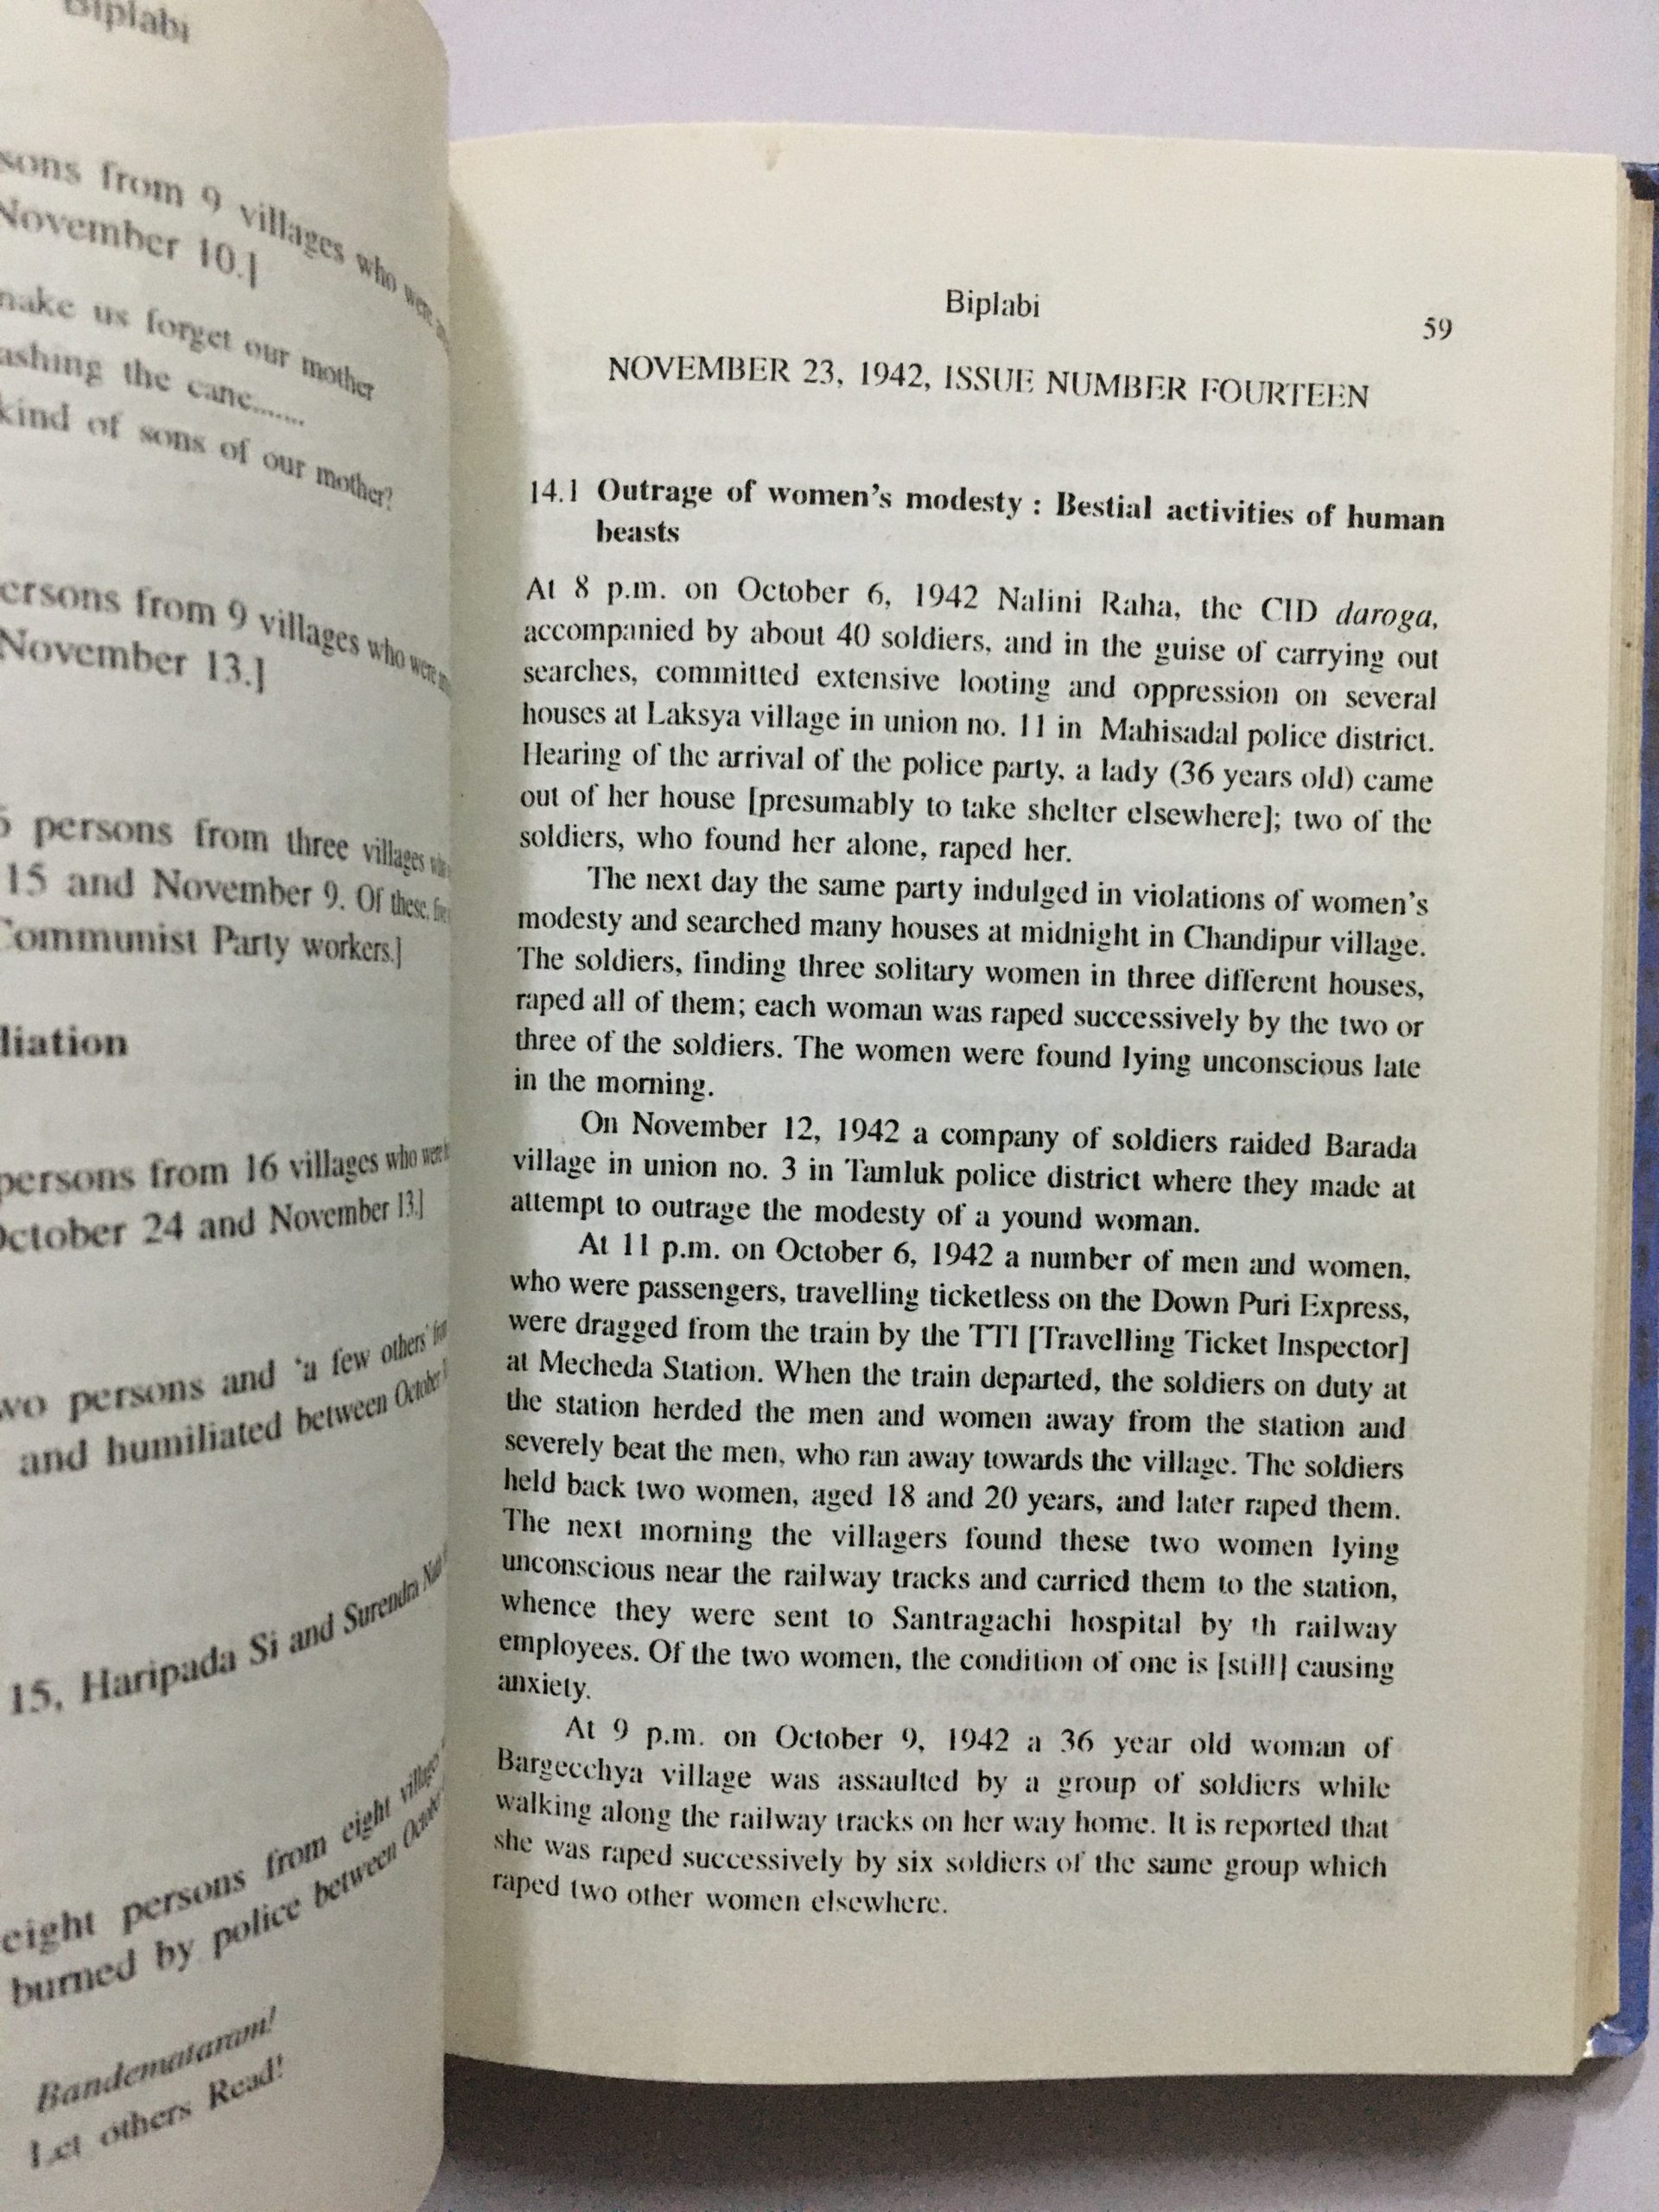 Biplabi
sons from 9 villages who were
November 10.]
make us forget our mother
ashing the cane.......
kind of sons of our mother?
ersons from 9 villages who were
November 13.]
persons from three villages
15 and November 9. Of these,
Communist Party workers.]
liation
persons from 16 villages who were
October 24 and November 13.]
wo persons and 'a few others'
and humiliated between October
15, Haripada Si and Surendra
eight persons from eight villages
burned by police between October
Bandemataram!
Let others Read!
Biplabi
59
NOVEMBER 23, 1942, ISSUE NUMBER FOURTEEN
14.1 Outrage of women's modesty : Bestial activities of human
beasts
At 8 p.m. on October 6, 1942 Nalini Raha, the CID daroga,
accompanied by about 40 soldiers, and in the guise of carrying out
searches, committed extensive looting and oppression on several
houses at Laksya village in union no. 11 in Mahisadal police district.
Hearing of the arrival of the police party, a lady (36 years old) came
out of her house [presumably to take shelter elsewhere]; two of the
soldiers, who found her alone, raped her.
The next day the same party indulged in violations of women's
modesty and searched many houses at midnight in Chandipur village.
The soldiers, finding three solitary women in three different houses,
raped all of them; each woman was raped successively by the two or
three of the soldiers. The women were found lying unconscious late
in the morning.
On November 12, 1942 a company of soldiers raided Barada
village in union no. 3 in Tamluk police district where they made at
attempt to outrage the modesty of a yound woman.
At 11 p.m. on October 6, 1942 a number of men and women,
who were passengers, travelling ticketless on the Down Puri Express,
were dragged from the train by the TTI [Travelling Ticket Inspector]
at Mecheda Station. When the train departed, the soldiers on duty at
the station herded the men and women away from the station and
severely beat the men, who ran away towards the village. The soldiers
held back two women, aged 18 and 20 years, and later raped them.
The next morning the villagers found these two women lying
unconscious near the railway tracks and carried them to the station,
whence they were sent to Santragachi hospital by th railway
employees. Of the two women, the condition of one is [still] causing
anxiety.
At 9 p.m. on October 9, 1942 a 36 year old woman of
Bargecchya village was assaulted by a group of soldiers while
walking along the railway tracks on her way home. It is reported that
she was raped successively by six soldiers of the same group which
raped two other women elsewhere.